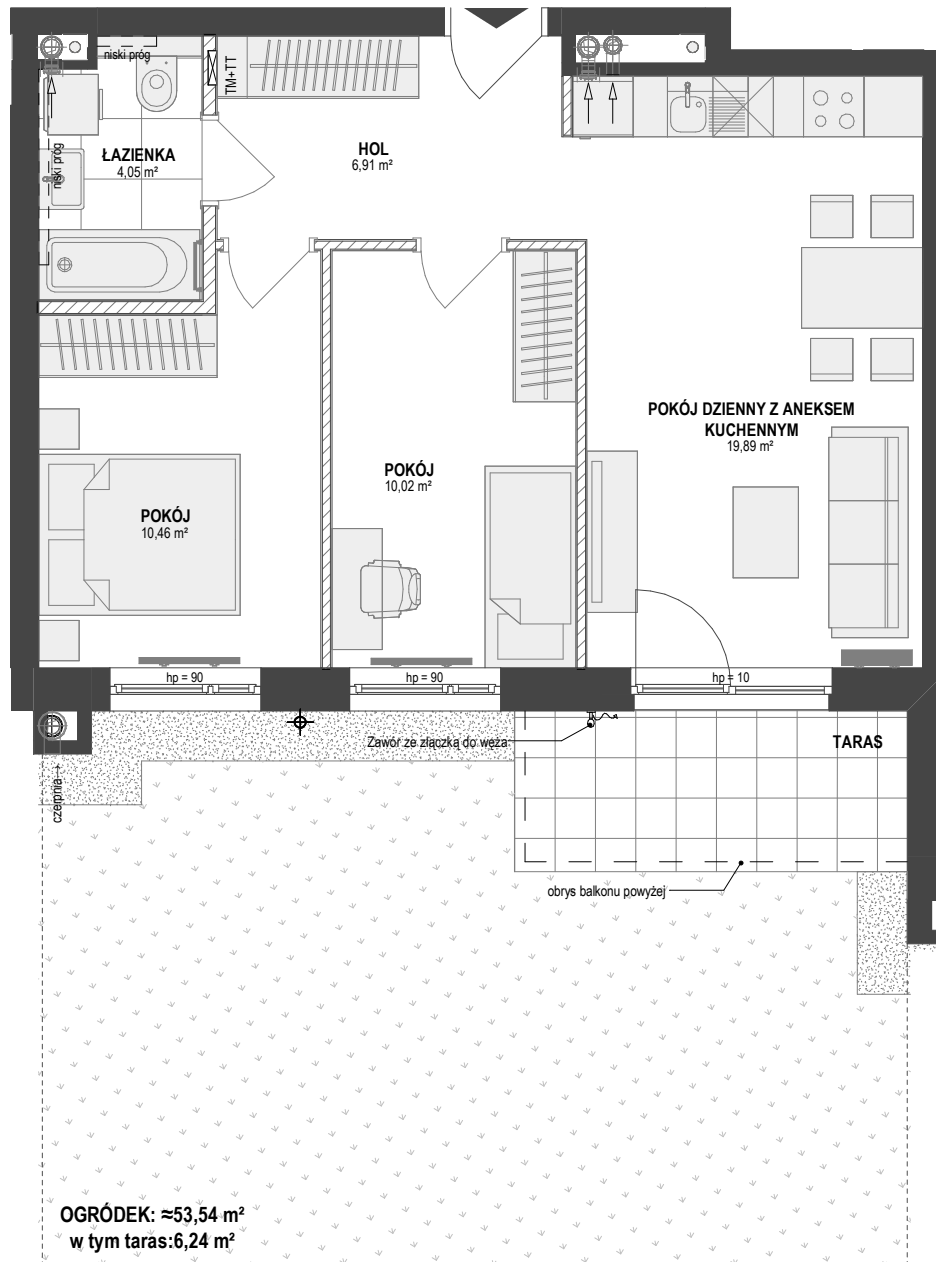 niski próg
TM+TT
ŁAZIENKA
4,05 m²
niski próg
HOL
6,91 m²
POKÓJ DZIENNY Z ANEKSEM
KUCHENNYM
19,89 m²
POKÓJ
10,02 m²
POKÓJ
10,46 m²
hp = 90
hp = 90
hp = 10
Zawór ze złączką do węża
TARAS
czerpnia
obrys balkonu powyżej
OGRÓDEK: ≈53,54 m²
w tym taras:6,24 m²